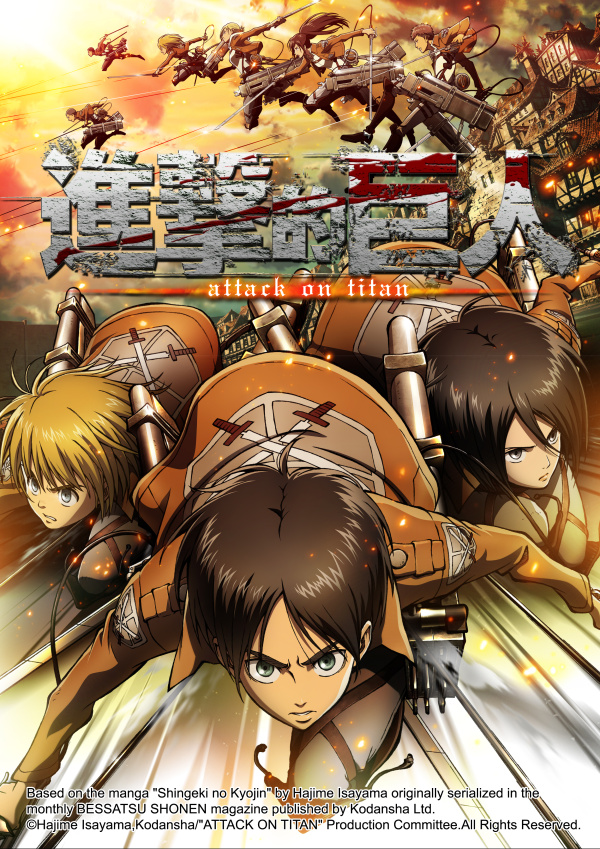 進撃的巨人
attack on titan
Based on the manga "Shingeki no Kyojin" by Hajime Isayama originally serialized in the
monthly BESSATSU SHONEN magazine published by Kodansha Ltd.
©Hajime Isayama,Kodansha/"ATTACK ON TITAN" Production Committee.All Rights Reserved.